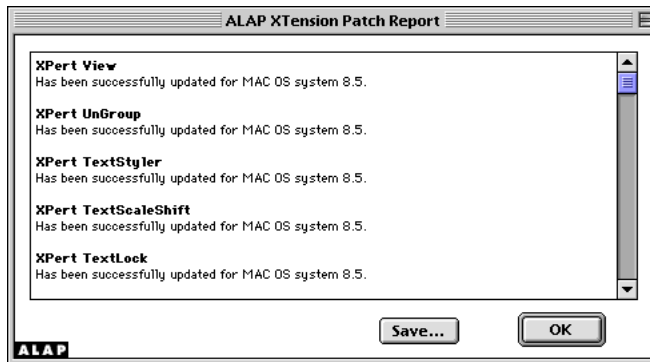 ALAP XTension Patch Report
XPert View
Has been successfully updated for MAC OS system 8.5.
XPert UnGroup
Has been successfully updated for MAC OS system 8.5.
XPert TextStyler
Has been successfully updated for MAC OS system 8.5.
XPert TextScaleShift
Has been successfully updated for MAC OS system 8.5.
XPert TextLock
Has been successfully updated for MAC OS system 8.5.
Save...
OK
ALAP